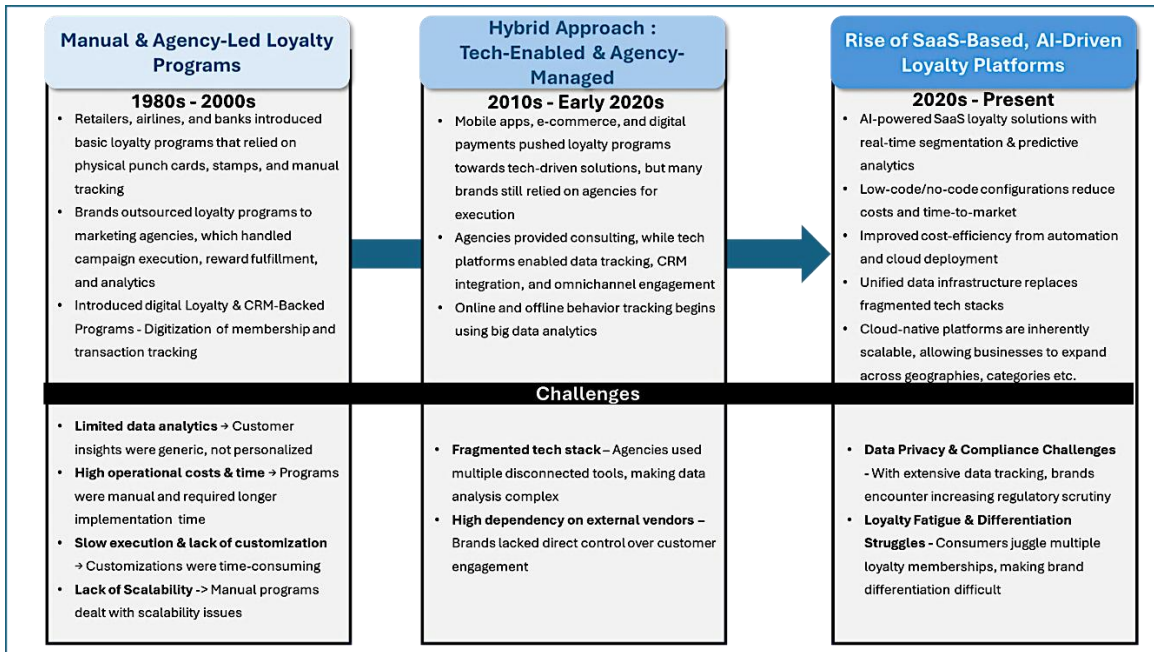 Manual & Agency-Led Loyalty
Programs
1980s - 2000s
• Retailers, airlines, and banks introduced
basic loyalty programs that relied on
physical punch cards, stamps, and manual
tracking
• Brands outsourced loyalty programs to
marketing agencies, which handled
campaign execution, reward fulfillment,
and analytics
• Introduced digital Loyalty & CRM-Backed
Programs - Digitization of membership and
transaction tracking
Hybrid Approach :
Tech-Enabled & Agency-
Managed
2010s - Early 2020s
• Mobile apps, e-commerce, and digital
payments pushed loyalty programs
towards tech-driven solutions, but many
brands still relied on agencies for
execution
• Agencies provided consulting, while tech
platforms enabled data tracking, CRM
integration, and omnichannel engagement
• Online and offline behavior tracking begins
using big data analytics
Rise of SaaS-Based, AI-Driven
Loyalty Platforms
2020s - Present
• AI-powered SaaS loyalty solutions with
real-time segmentation & predictive
analytics
• Low-code/no-code configurations reduce
costs and time-to-market
• Improved cost-efficiency from automation
and cloud deployment
• Unified data infrastructure replaces
fragmented tech stacks
• Cloud-native platforms are inherently
scalable, allowing businesses to expand
across geographies, categories etc.
Challenges
• Limited data analytics → Customer
insights were generic, not personalized
• High operational costs & time → Programs
were manual and required longer
implementation time
• Slow execution & lack of customization
→ Customizations were time-consuming
• Lack of Scalability -> Manual programs
dealt with scalability issues
• Fragmented tech stack – Agencies used
multiple disconnected tools, making data
analysis complex
• High dependency on external vendors –
Brands lacked direct control over customer
engagement
• Data Privacy & Compliance Challenges
- With extensive data tracking, brands
encounter increasing regulatory scrutiny
• Loyalty Fatigue & Differentiation
Struggles - Consumers juggle multiple
loyalty memberships, making brand
differentiation difficult